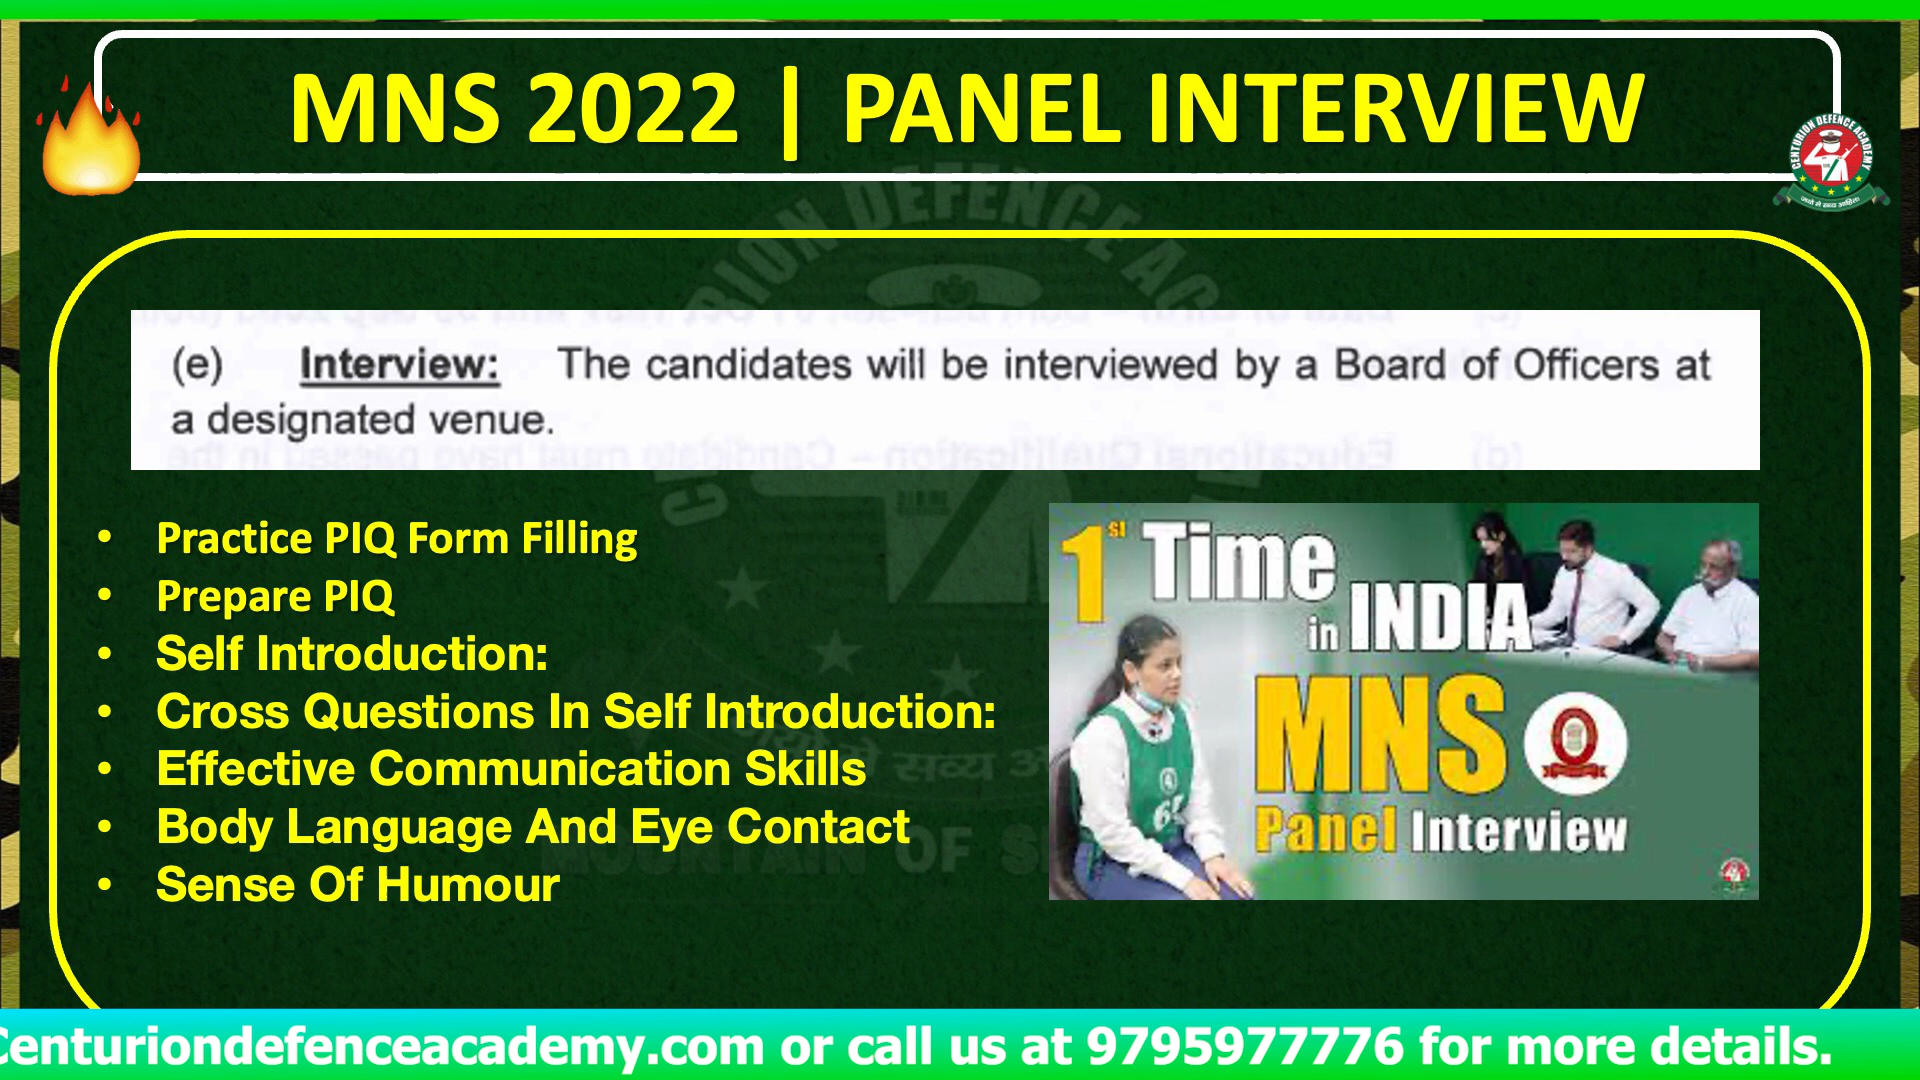 MNS 2022 | PANEL INTERVIEW
CENTURION DEFENCE ACADEMY
(e) Interview: The candidates will be interviewed by a Board of Officers at
a designated venue.
• Practice PIQ Form Filling
• Prepare PIQ
• Self Introduction:
• Cross Questions In Self Introduction:
• Effective Communication Skills
• Body Language And Eye Contact
• Sense Of Humour
1st Time
in INDIA
MNS
Panel Interview
Centuriondefenceacademy.com or call us at 9795977776 for more details.